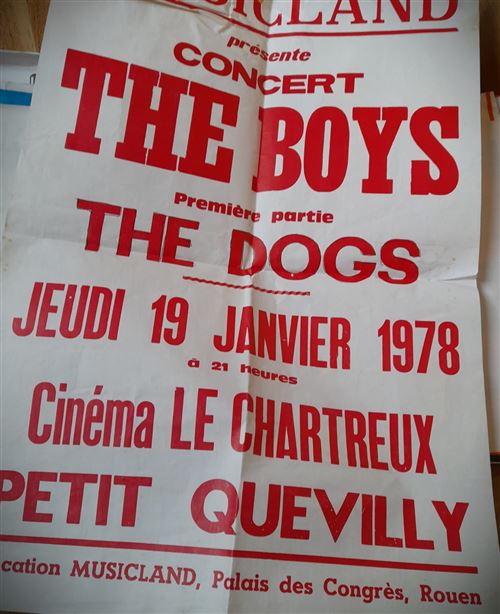 MUSICLAND
présente
CONCERT
THE BOYS
Première partie
THE DOGS
JEUDI 19 JANVIER 1978
à 21 heures
Cinéma LE CHARTREUX
PETIT QUEVILLY
cation MUSICLAND, Palais des Congrès, Rouen